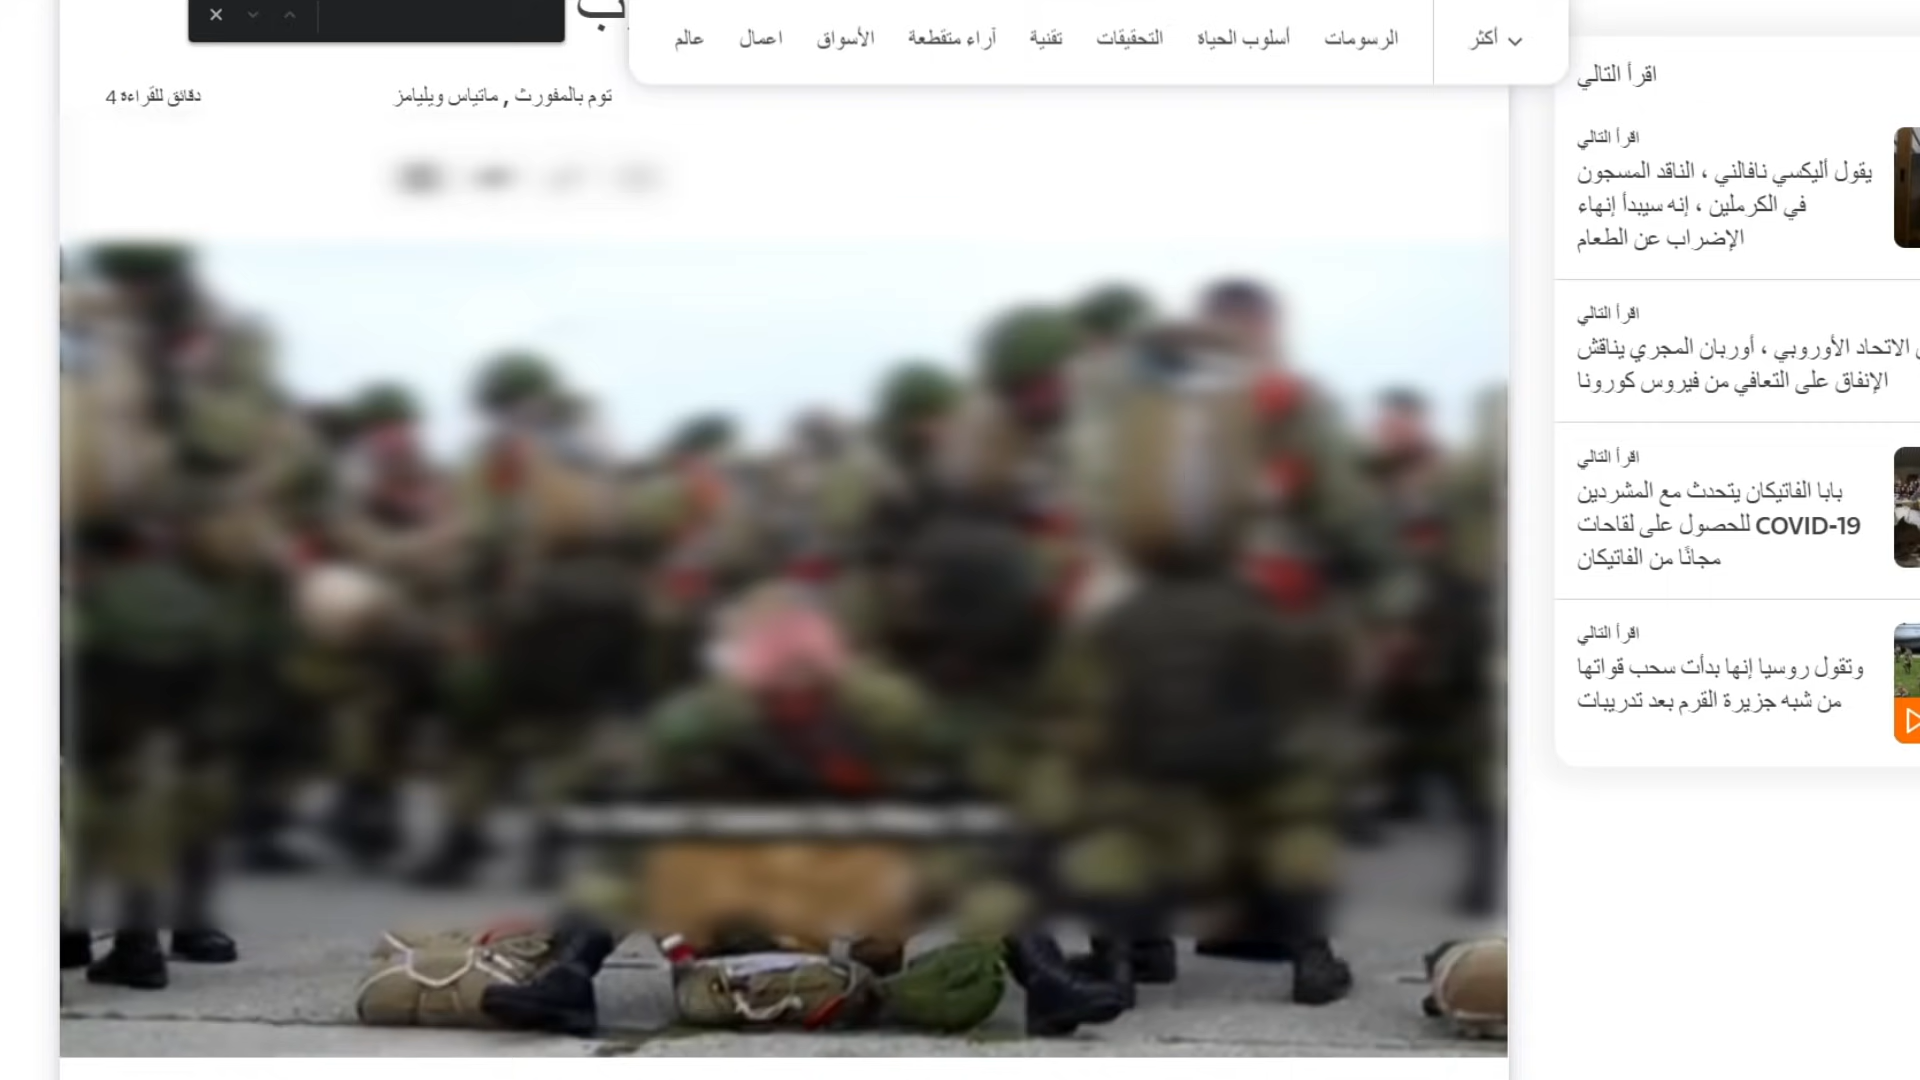 أكثر
الرسومات
أسلوب الحياة
التحقيقات
تقنية
آراء متقطعة
الأسواق
اعمال
عالم
توم بالمفورث , ماتياس ويليامز
4 دقائق للقراءة
اقرأ التالي
اقرأ التالي
يقول أليكسي نافالني ، الناقد المسجون
في الكرملين ، إنه سيبدأ إنهاء
الإضراب عن الطعام
اقرأ التالي
الاتحاد الأوروبي ، أوربان المجري يناقش
الإنفاق على التعافي من فيروس كورونا
اقرأ التالي
بابا الفاتيكان يتحدث مع المشردين
للحصول على لقاحات COVID-19
مجانًا من الفاتيكان
اقرأ التالي
وتقول روسيا إنها بدأت سحب قواتها
من شبه جزيرة القرم بعد تدريبات